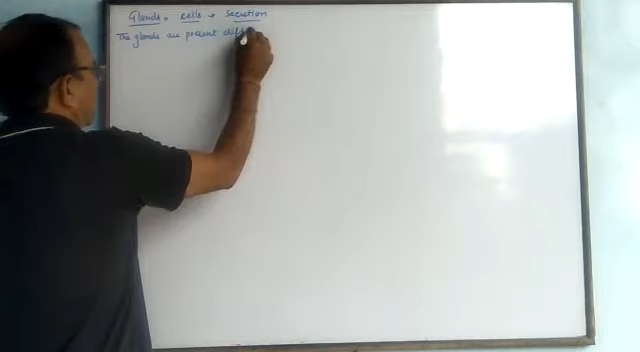 Glands. cells → secretion
The glands are present diff